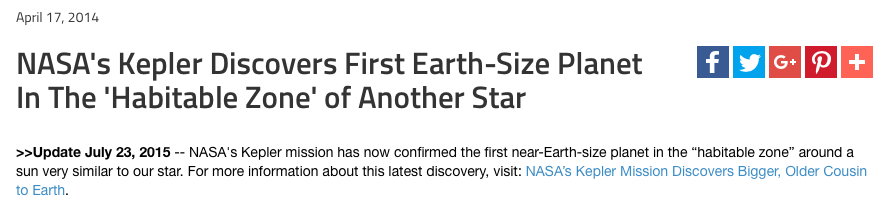 April 17, 2014
NASA's Kepler Discovers First Earth-Size Planet
In The 'Habitable Zone' of Another Star
>>Update July 23, 2015 -- NASA's Kepler mission has now confirmed the first near-Earth-size planet in the “habitable zone” around a
sun very similar to our star. For more information about this latest discovery, visit: NASA’s Kepler Mission Discovers Bigger, Older Cousin
to Earth.